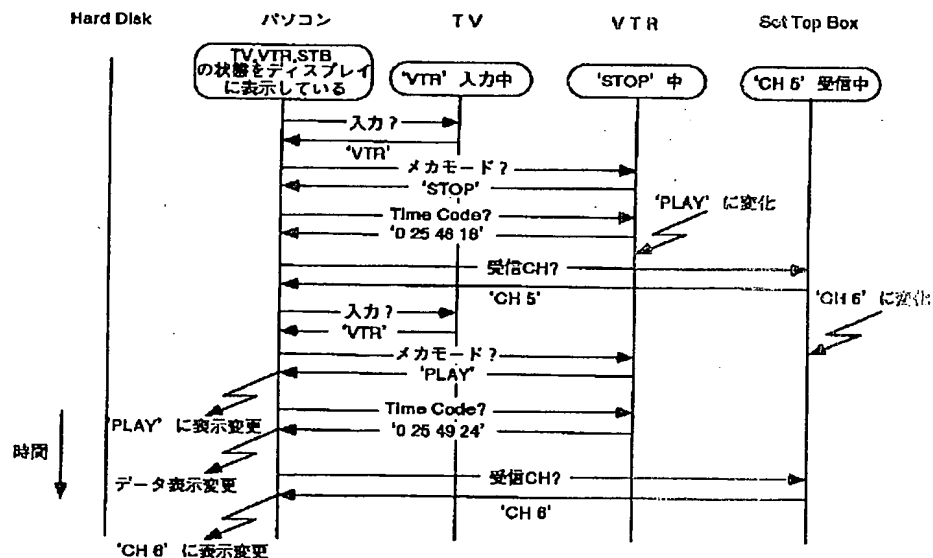 Hard Disk パソコン TV VTR Set Top Box
TV,VTR,STB
の状態をディスプレイ
に表示している
'VTR' 入力中
'STOP' 中
'CH 5' 受信中
入力?
'VTR'
メカモード?
'STOP'
Time Code?
'0 25 46 18'
'PLAY' に変化
受信CH?
'CH 5'
'CH 6' に変化
入力?
'VTR'
メカモード?
'PLAY'
'PLAY' に表示変更
Time Code?
'0 25 49 24'
時間
データ表示変更
受信CH?
'CH 6'
'CH 6' に表示変更